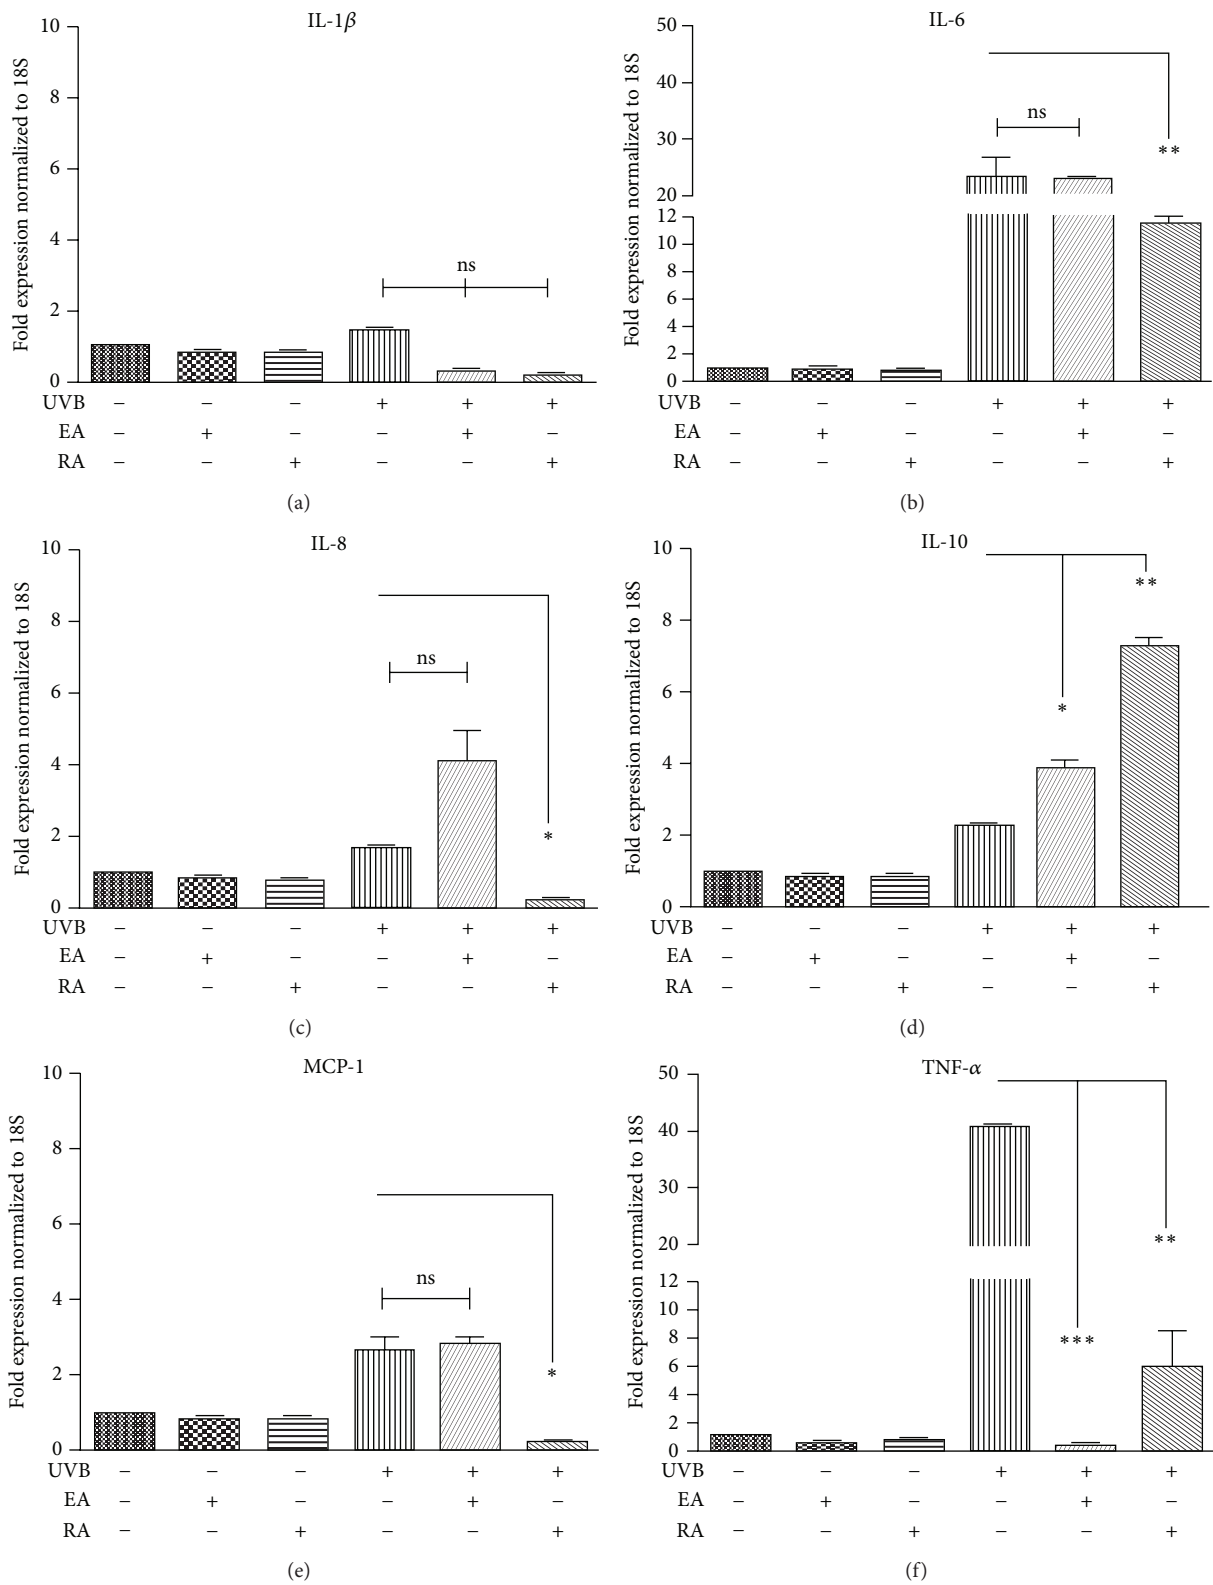 IL-1β
Fold expression normalized to 18S
10
8
6
4
2
0
ns
UVB − − − + + +
EA − + − − + −
RA − − + − − +
(a)
IL-6
Fold expression normalized to 18S
50
40
30
20
12
10
8
6
4
2
0
ns
**
UVB − − − + + +
EA − + − − + −
RA − − + − − +
(b)
IL-8
Fold expression normalized to 18S
10
8
6
4
2
0
ns
*
UVB − − − + + +
EA − + − − + −
RA − − + − − +
(c)
IL-10
Fold expression normalized to 18S
10
8
6
4
2
0
*
**
UVB − − − + + +
EA − + − − + −
RA − − + − − +
(d)
MCP-1
Fold expression normalized to 18S
10
8
6
4
2
0
ns
*
UVB − − − + + +
EA − + − − + −
RA − − + − − +
(e)
TNF-α
Fold expression normalized to 18S
50
40
30
20
12
10
8
6
4
2
0
***
**
UVB − − − + + +
EA − + − − + −
RA − − + − − +
(f)